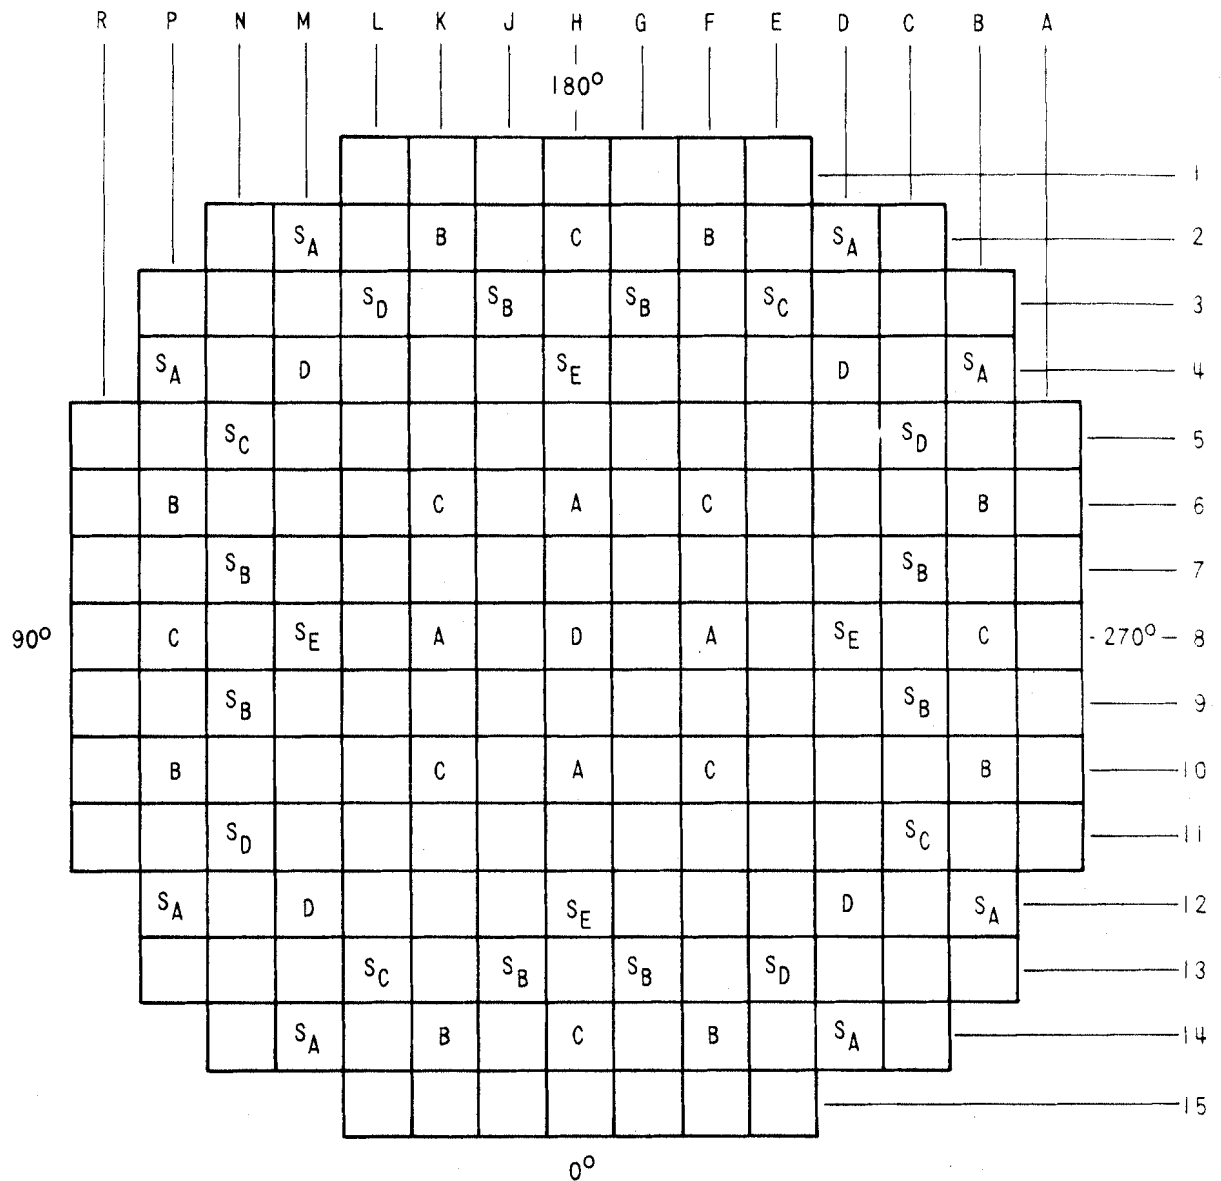 R P N M L K J H G F E D C B A
180°
1
S_A B C B S_A 2
S_D S_B S_B S_C 3
S_A D S_E D S_A 4
S_C S_D 5
B C A C B 6
S_B S_B 7
90° C S_E A D A S_E C 270° 8
S_B S_B 9
B C A C B 10
S_D S_C 11
S_A D S_E D S_A 12
S_C S_B S_B S_D 13
S_A B C B S_A 14
15
0°